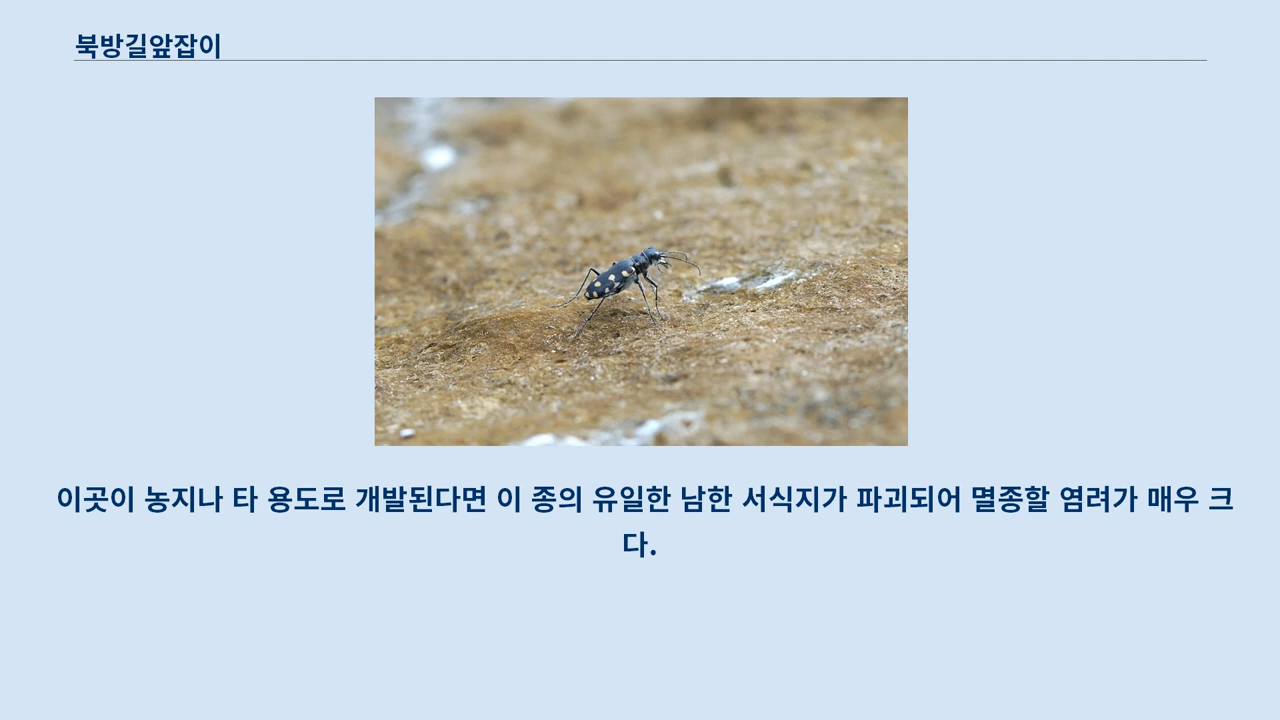 북방길앞잡이
이곳이 농지나 타 용도로 개발된다면 이 종의 유일한 남한 서식지가 파괴되어 멸종할 염려가 매우 크
다.